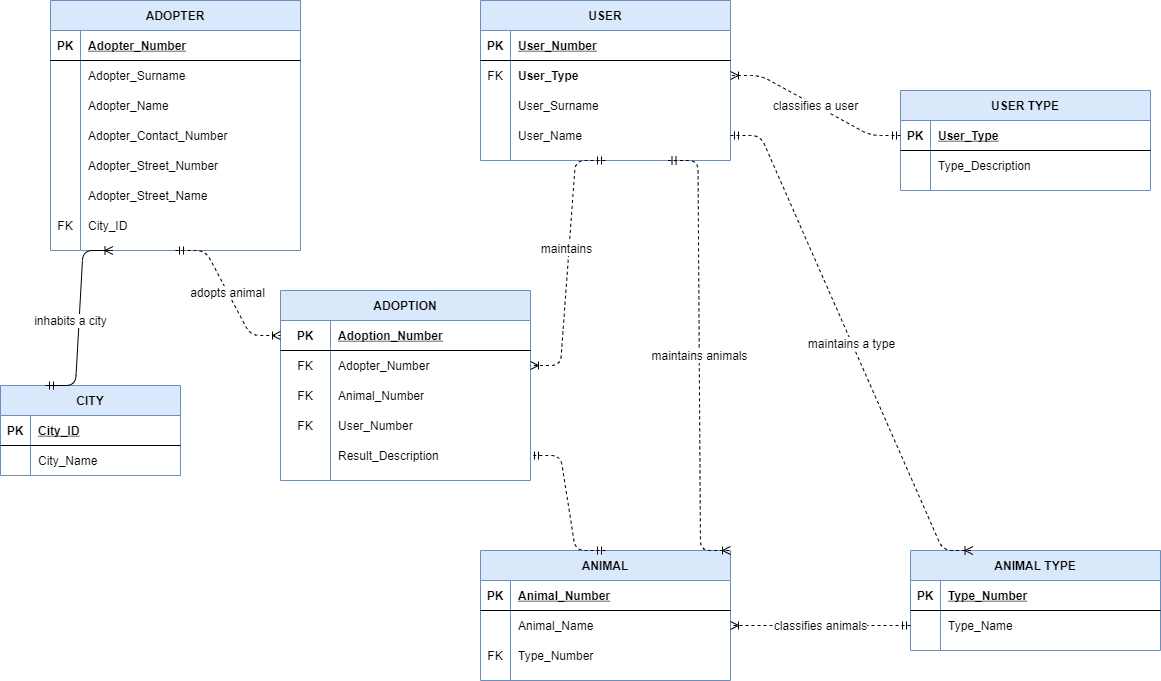 ADOPTER
PK Adopter_Number
Adopter_Surname
Adopter_Name
Adopter_Contact_Number
Adopter_Street_Number
Adopter_Street_Name
FK City_ID
USER
PK User_Number
FK User_Type
User_Surname
User_Name
classifies a user
USER TYPE
PK User_Type
Type_Description
maintains
adopts animal
inhabits a city
ADOPTION
PK Adoption_Number
FK Adopter_Number
FK Animal_Number
FK User_Number
Result_Description
maintains animals
maintains a type
CITY
PK City_ID
City_Name
ANIMAL
PK Animal_Number
Animal_Name
FK Type_Number
classifies animals
ANIMAL TYPE
PK Type_Number
Type_Name